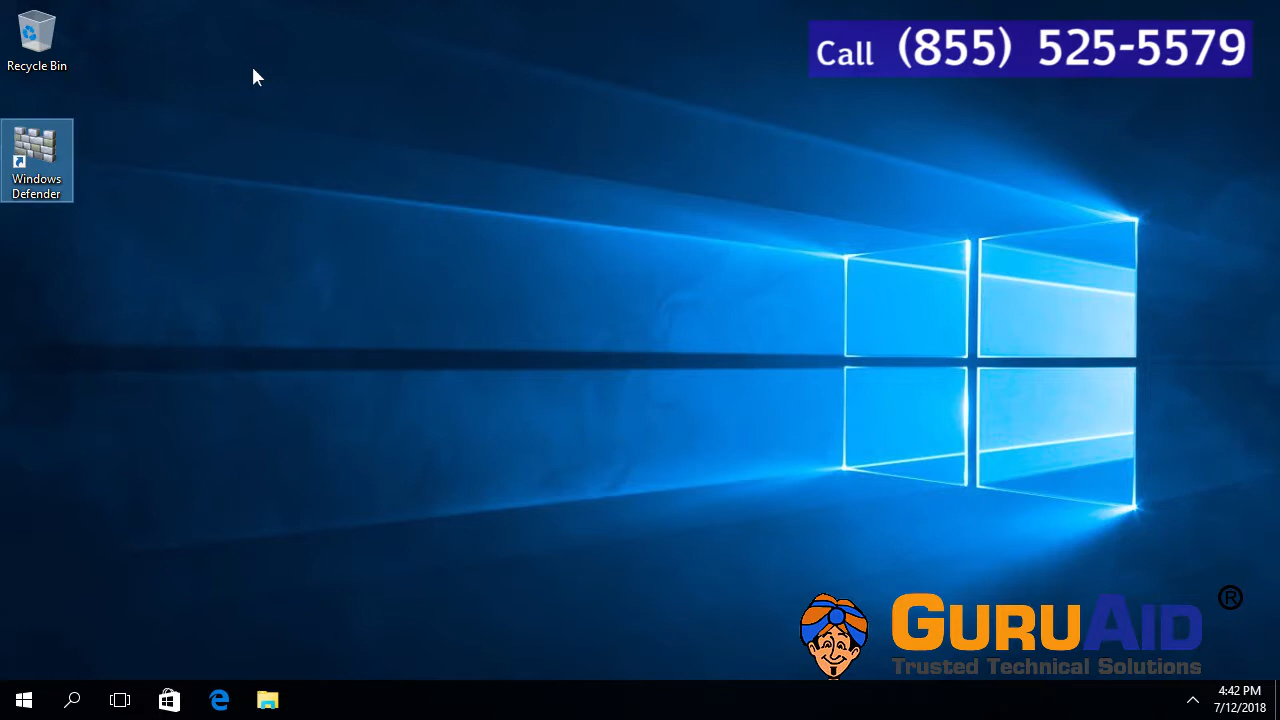 Recycle Bin
Call (855) 525-5579
Windows
Defender
GURUAID ®
Trusted Technical Solutions
4:42 PM
7/12/2018